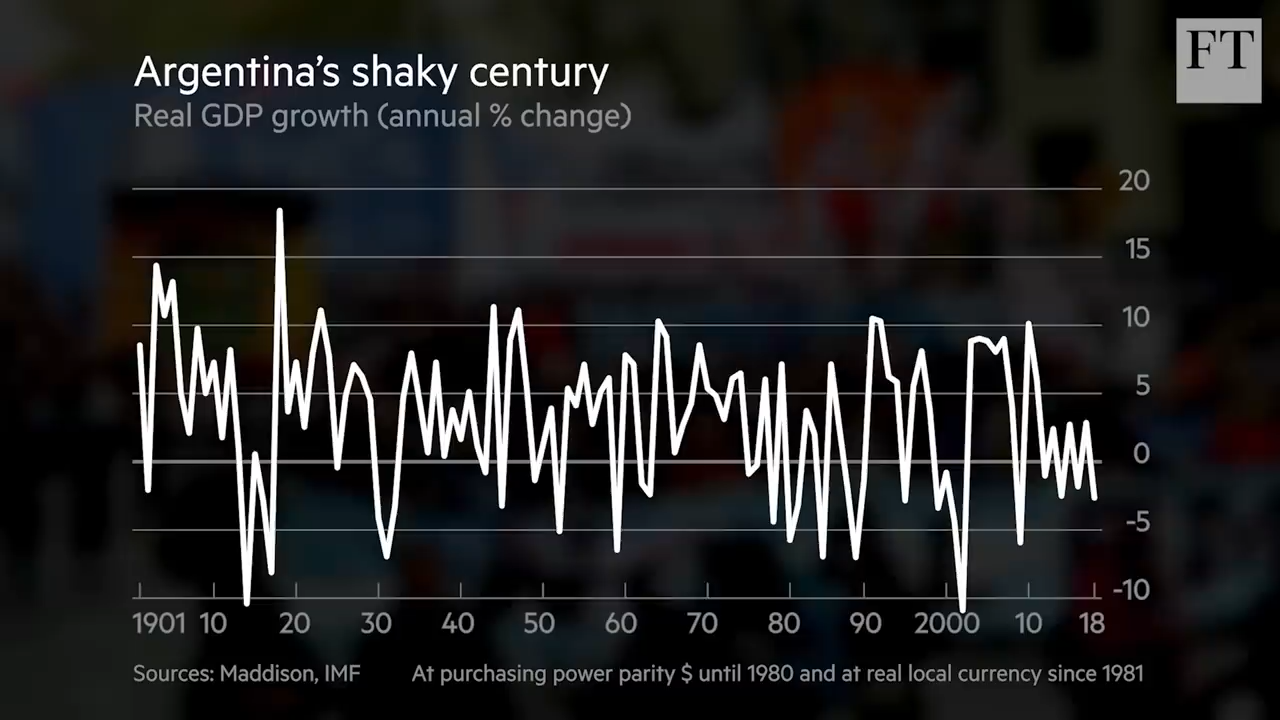 FT
Argentina’s shaky century
Real GDP growth (annual % change)
20
15
10
5
0
-5
-10
1901 10 20 30 40 50 60 70 80 90 2000 10 18
Sources: Maddison, IMF At purchasing power parity $ until 1980 and at real local currency since 1981